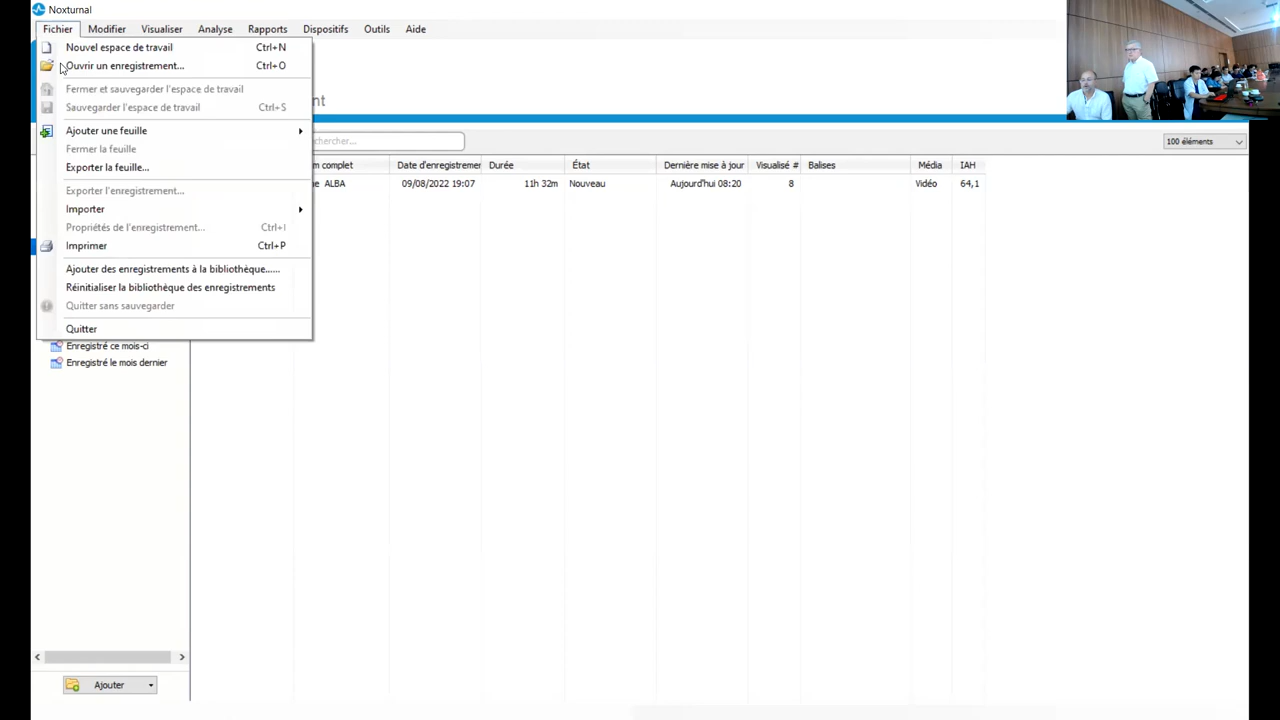 Noxturnal
Fichier Modifier Visualiser Analyse Rapports Dispositifs Outils Aide
Nouvel espace de travail Ctrl+N
Ouvrir un enregistrement... Ctrl+O
Fermer et sauvegarder l'espace de travail
Sauvegarder l'espace de travail Ctrl+S
Ajouter une feuille
Fermer la feuille
Exporter la feuille...
Exporter l'enregistrement...
Importer
Propriétés de l'enregistrement... Ctrl+I
Imprimer Ctrl+P
Ajouter des enregistrements à la bibliothèque......
Réinitialiser la bibliothèque des enregistrements
Quitter sans sauvegarder
Quitter
Enregistré ce mois-ci
Enregistré le mois dernier
Ajouter
nt
hercher...
100 éléments
m complet Date d'enregistremen Durée État Dernière mise à jour Visualisé # Balises Média IAH
ne ALBA 09/08/2022 19:07 11h 32m Nouveau Aujourd'hui 08:20 8 Vidéo 64,1